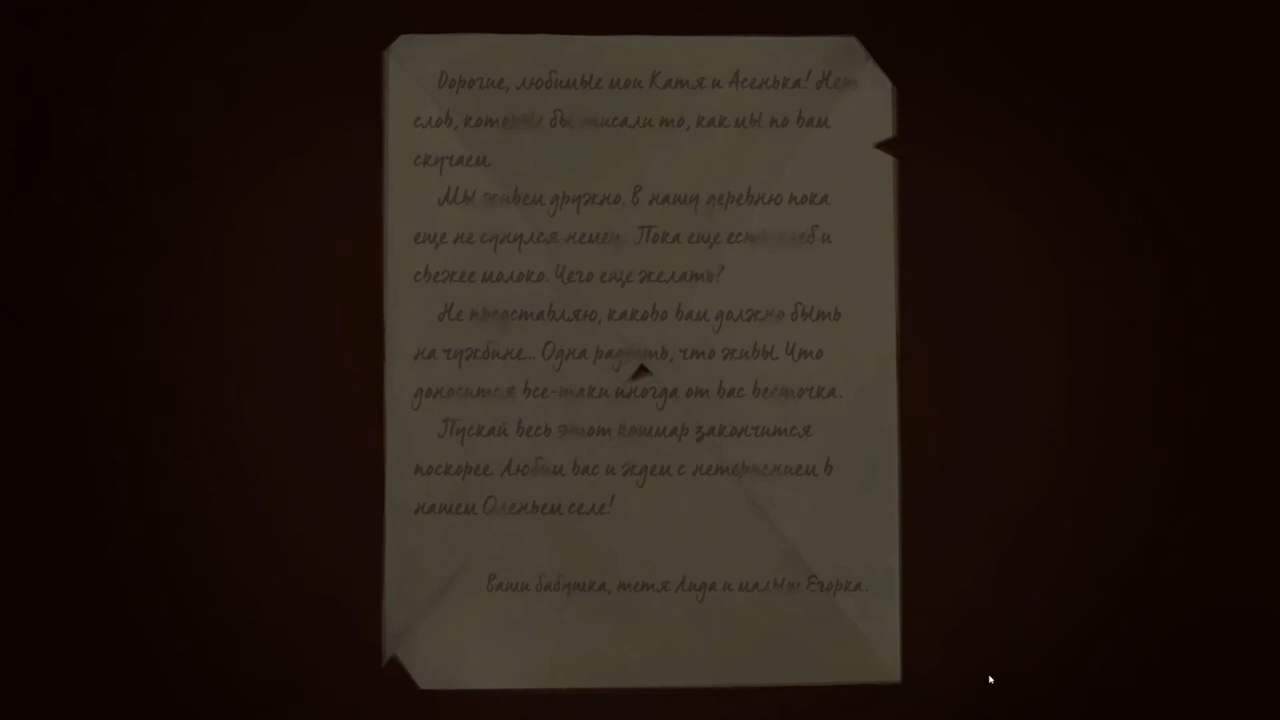 Дорогие, любимые мои Катя и Асенька! Нет
слов, которые бы описали то, как мы по вам
скучаем.
Мы живем дружно. В нашу деревню пока
еще не сунулся немец. Пока еще есть хлеб и
свежее молоко. Чего еще желать?
Не представляю, каково вам должно быть
на чужбине... Одна радость, что живы. Что
доносится все-таки иногда от вас весточка.
Пускай весь этот кошмар закончится
поскорее. Любим вас и ждем с нетерпением в
нашем Оленьем селе!
Ваши бабушка, тетя Лида и малыш Егорка.